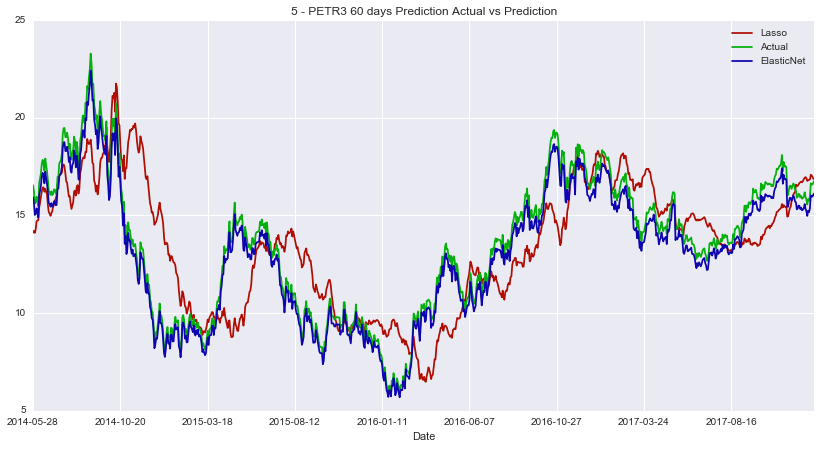 5 - PETR3 60 days Prediction Actual vs Prediction
25
20
15
10
5
Lasso
Actual
ElasticNet
2014-05-28 2014-10-20 2015-03-18 2015-08-12 2016-01-11 2016-06-07 2016-10-27 2017-03-24 2017-08-16
Date